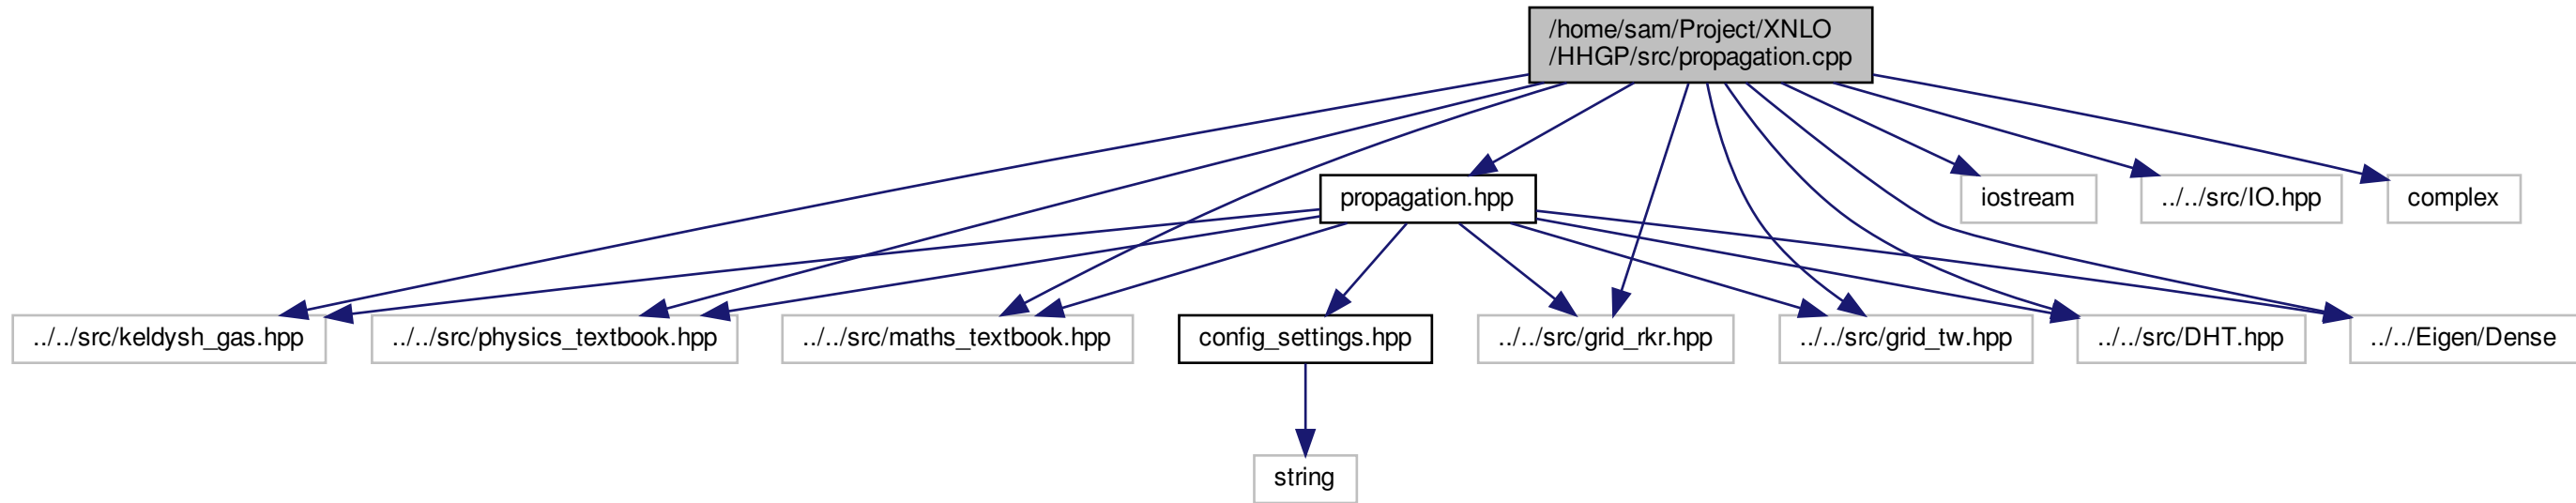 /home/sam/Project/XNLO
/HHGP/src/propagation.cpp
propagation.hpp
iostream
../../src/IO.hpp
complex
../../src/keldysh_gas.hpp
../../src/physics_textbook.hpp
../../src/maths_textbook.hpp
config_settings.hpp
../../src/grid_rkr.hpp
../../src/grid_tw.hpp
../../src/DHT.hpp
../../Eigen/Dense
string